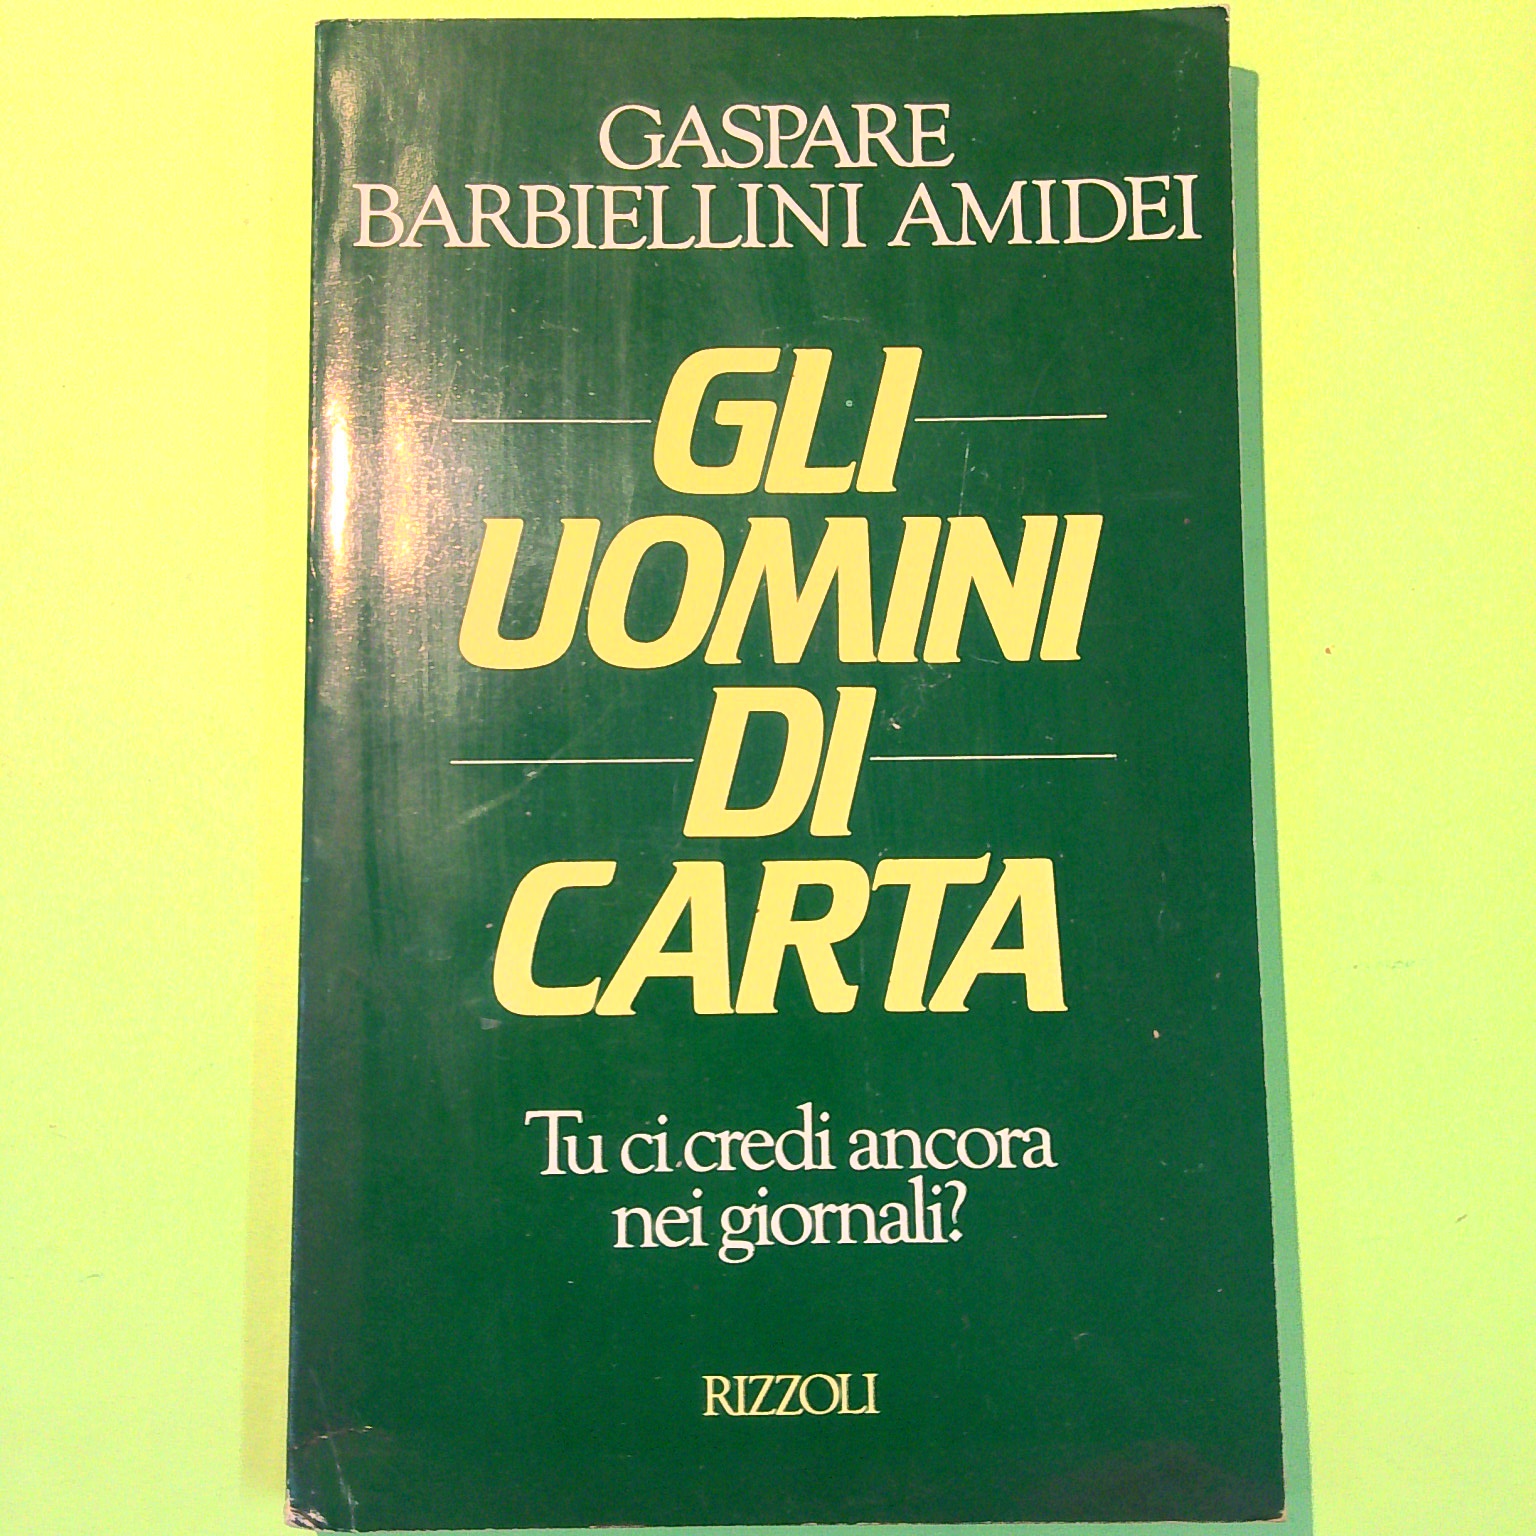 GASPARE
BARBIELLINI AMIDEI
GLI
UOMINI
DI
CARTA
Tu ci credi ancora
nei giornali?
RIZZOLI